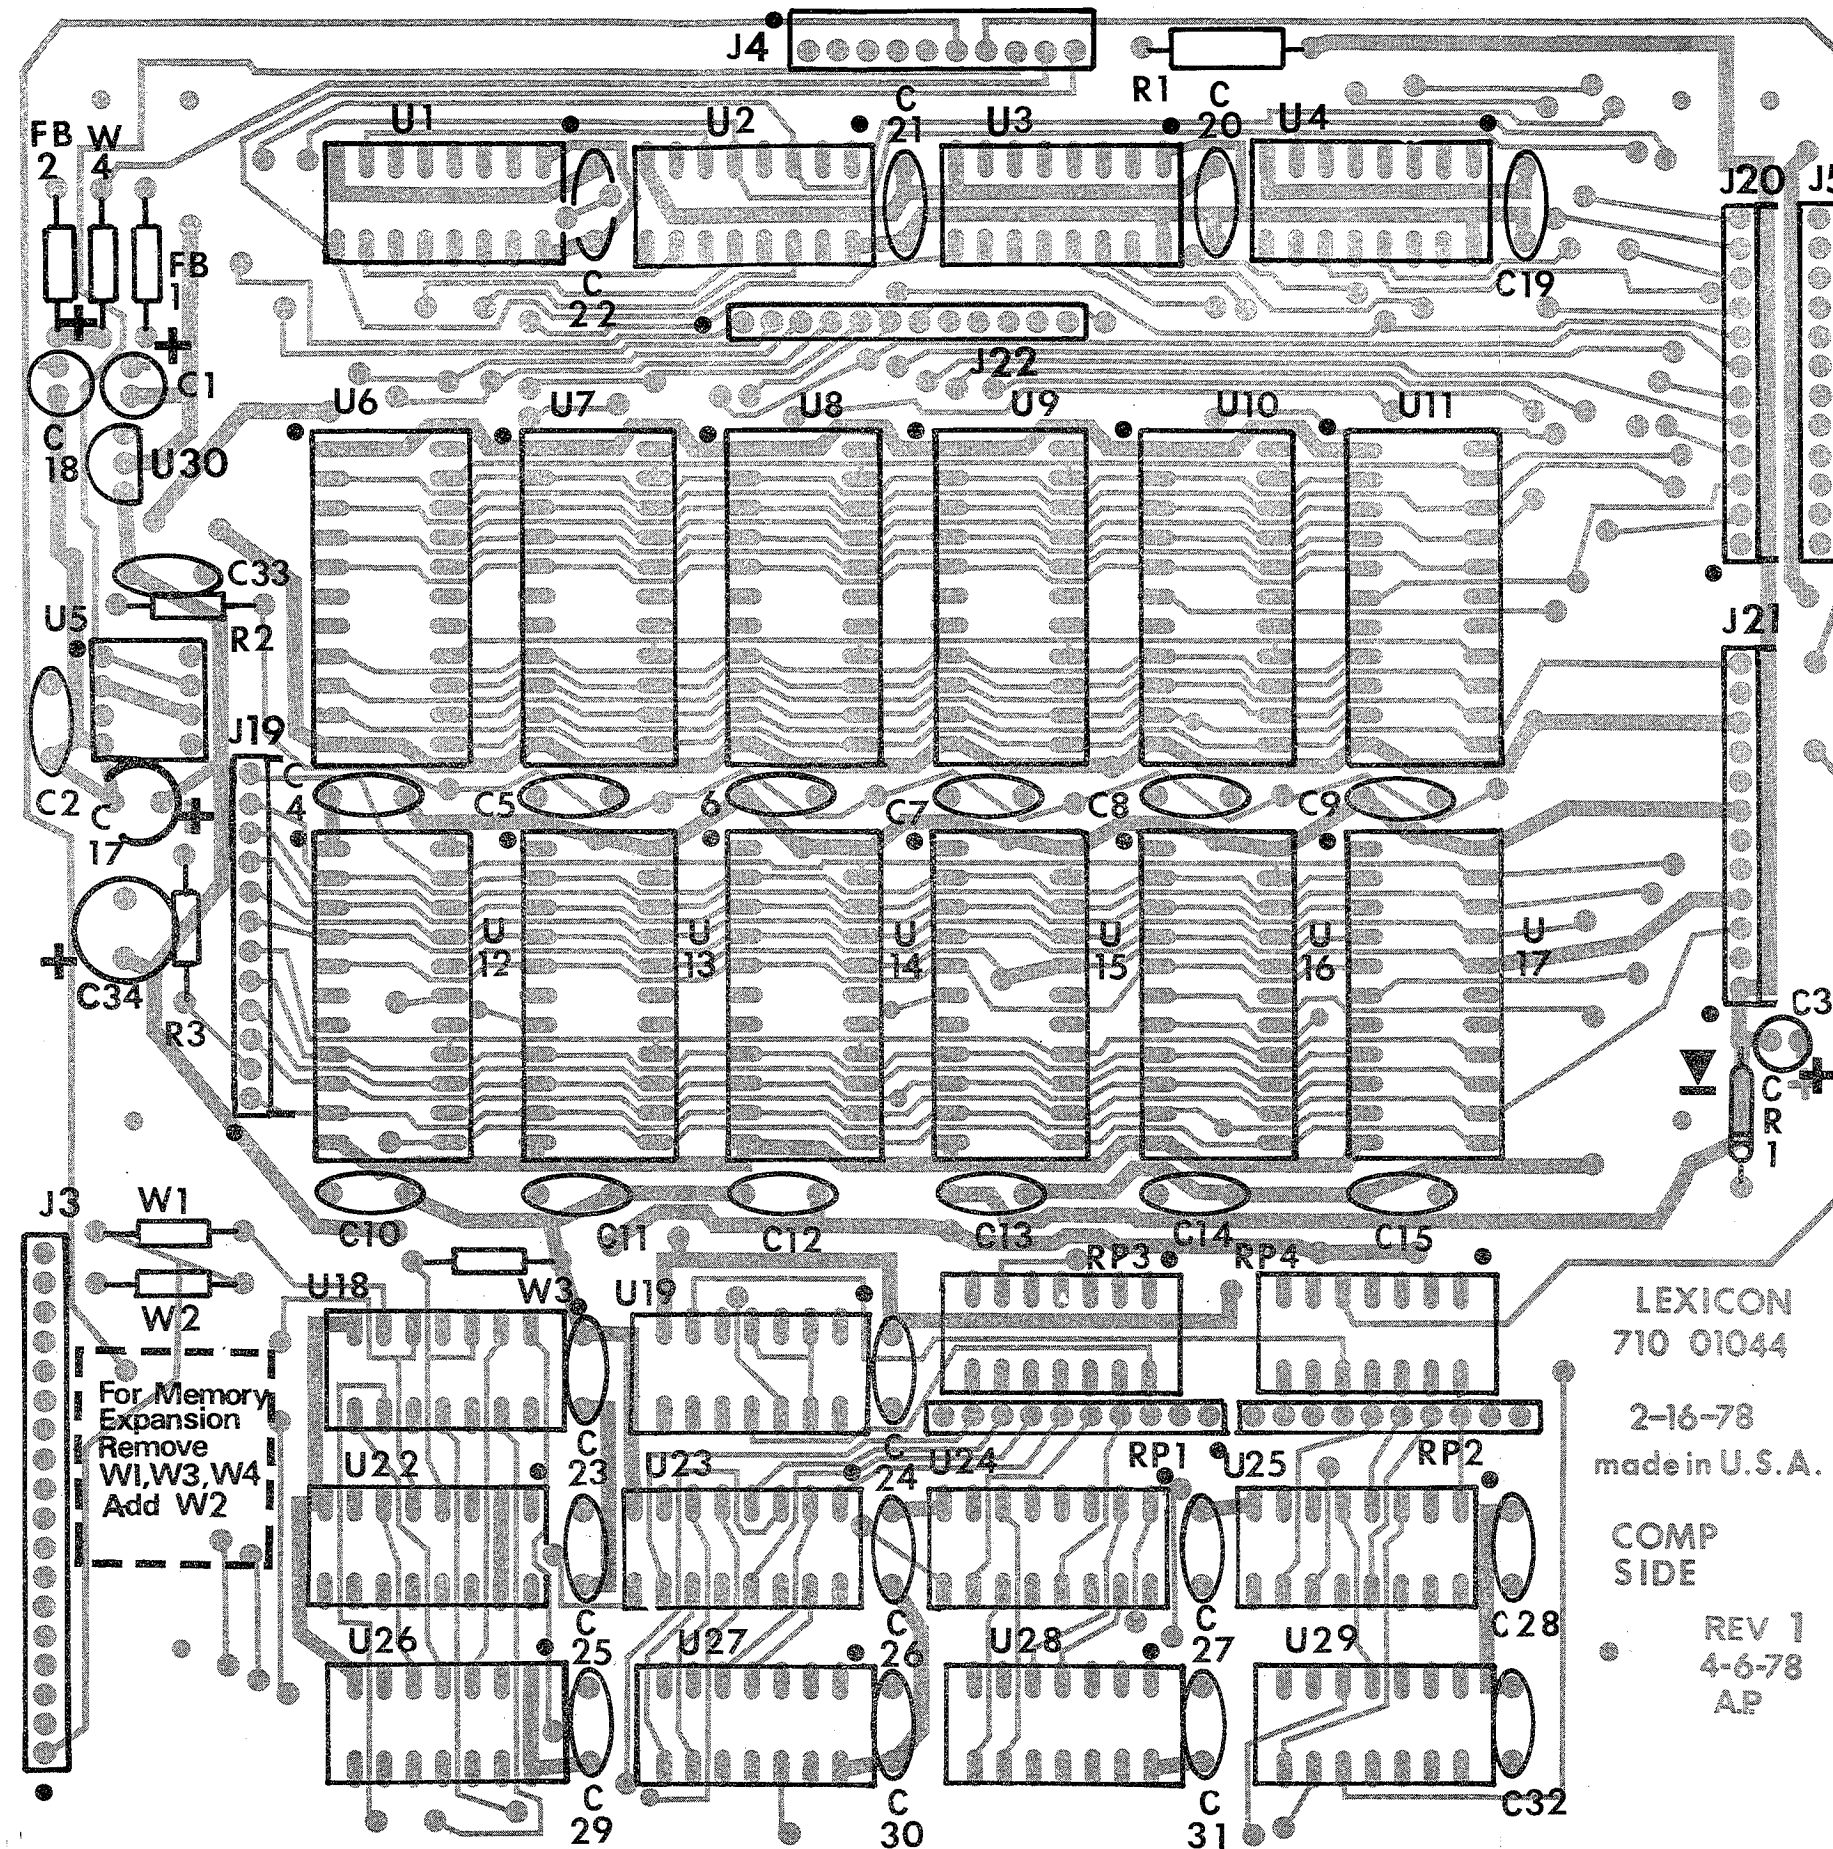 J4
R1
C
21
C
20
U1
U2
U3
U4
FB
2
W
4
J20
J5
FB
1
C
22
C19
J22
C1
U6
U7
U8
U9
U10
U11
C
18
U30
C33
U5
R2
J21
J19
C2
C
17
C
4
C5
6
C7
C8
C9
U
12
U
13
U
14
U
15
U
16
U
17
C34
R3
C3
C
R
1
J3
W1
C10
C11
C12
C13
C14
C15
RP3
RP4
W2
U18
W3
U19
LEXICON
710 01044
For Memory
Expansion
Remove
W1,W3,W4
Add W2
2-16-78
made in U.S.A.
U22
C
23
U23
C
24
U24
RP1
U25
RP2
COMP
SIDE
U26
C
25
U27
C
26
U28
C
27
U29
C28
REV 1
4-6-78
A.P.
C
29
C
30
C
31
C32